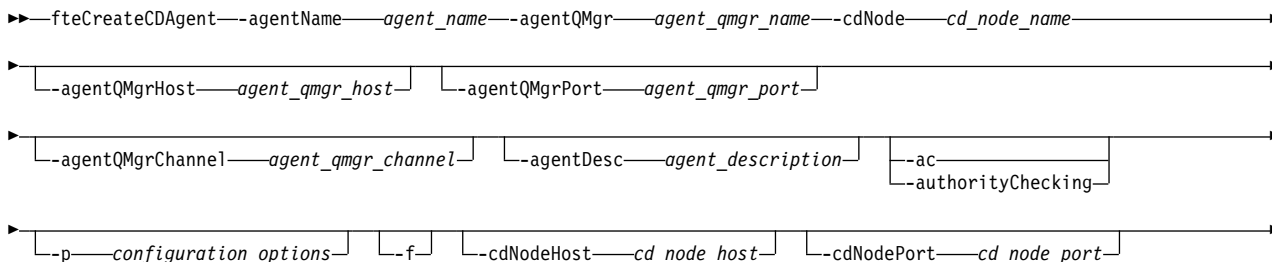 fteCreateCDAgent -agentName agent_name -agentQMgr agent_qmgr_name -cdNode cd_node_name
-agentQMgrHost agent_qmgr_host -agentQMgrPort agent_qmgr_port
-agentQMgrChannel agent_qmgr_channel -agentDesc agent_description -ac
-authorityChecking
-p configuration options -f -cdNodeHost cd node host -cdNodePort cd node port